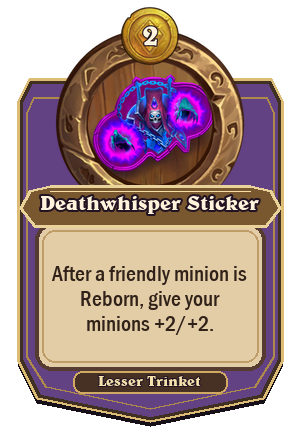 2
Deathwhisper Sticker
After a friendly minion is
Reborn, give your
minions +2/+2.
Lesser Trinket